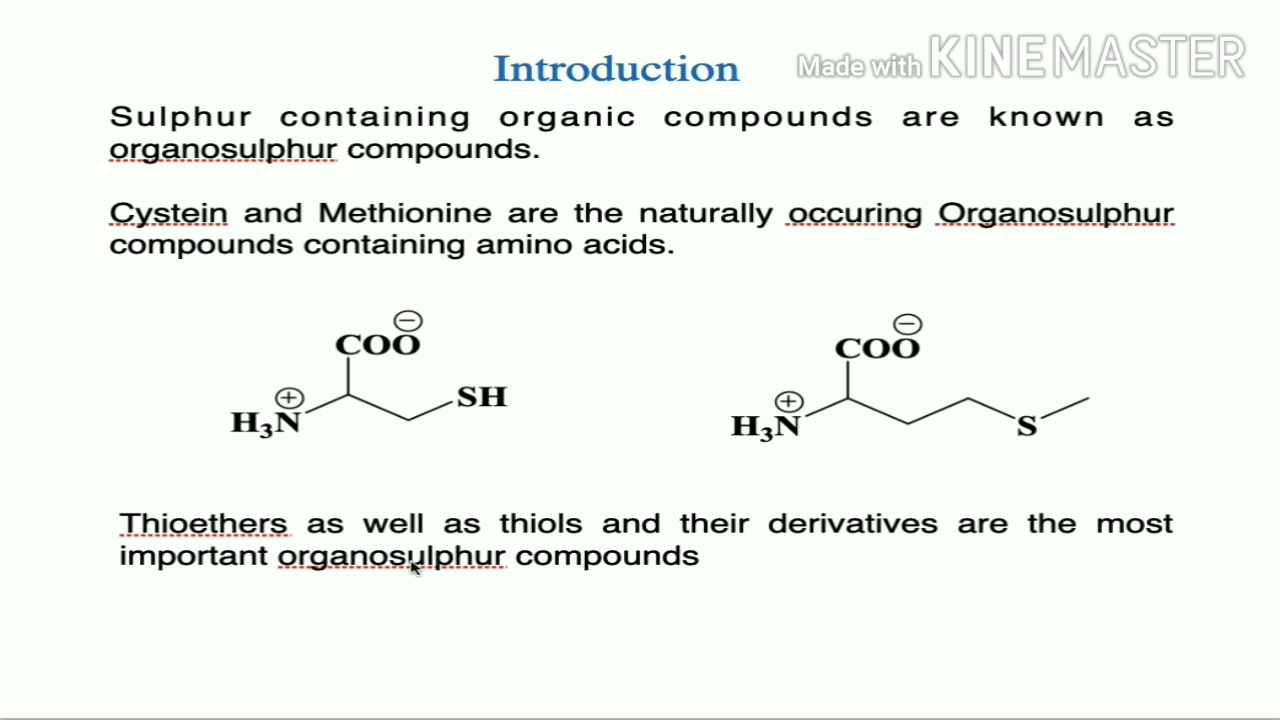 Introduction
Made with KINEMASTER
Sulphur containing organic compounds are known as
organosulphur compounds.
Cystein and Methionine are the naturally occuring Organosulphur
compounds containing amino acids.
COO
SH
H3N
COO
H3N
S
Thioethers as well as thiols and their derivatives are the most
important organosulphur compounds